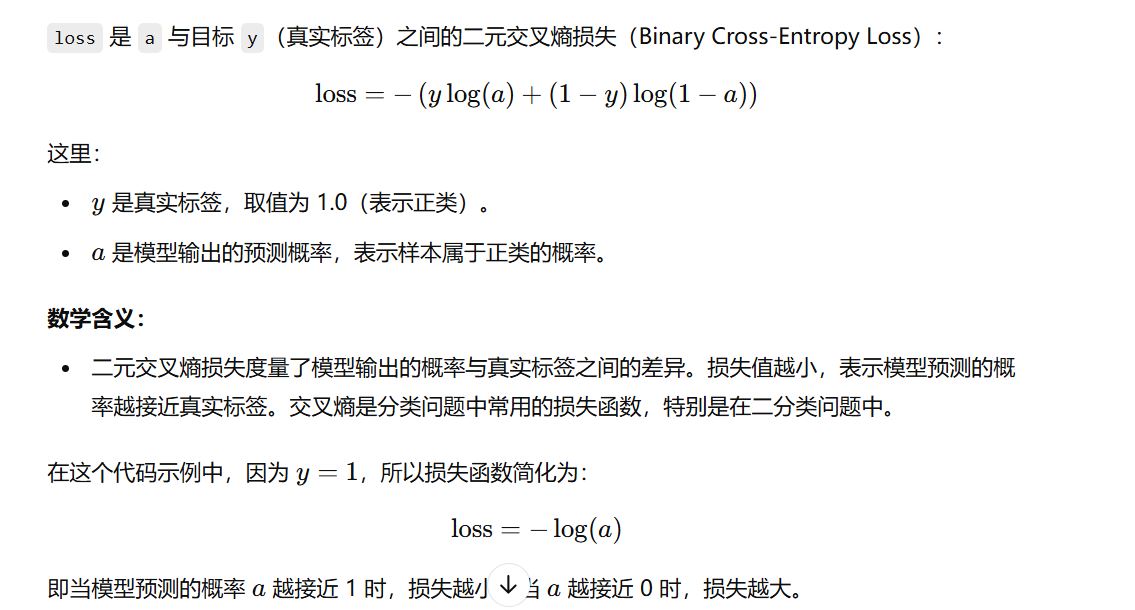 loss 是 a 与目标 y （真实标签）之间的二元交叉熵损失（Binary Cross-Entropy Loss）：
loss = − (y log(a) + (1 − y) log(1 − a))
这里：
• y 是真实标签，取值为 1.0（表示正类）。
• a 是模型输出的预测概率，表示样本属于正类的概率。
数学含义：
• 二元交叉熵损失度量了模型输出的概率与真实标签之间的差异。损失值越小，表示模型预测的概
率越接近真实标签。交叉熵是分类问题中常用的损失函数，特别是在二分类问题中。
在这个代码示例中，因为 y = 1，所以损失函数简化为：
loss = − log(a)
即当模型预测的概率 a 越接近 1 时，损失越小 当 a 越接近 0 时，损失越大。